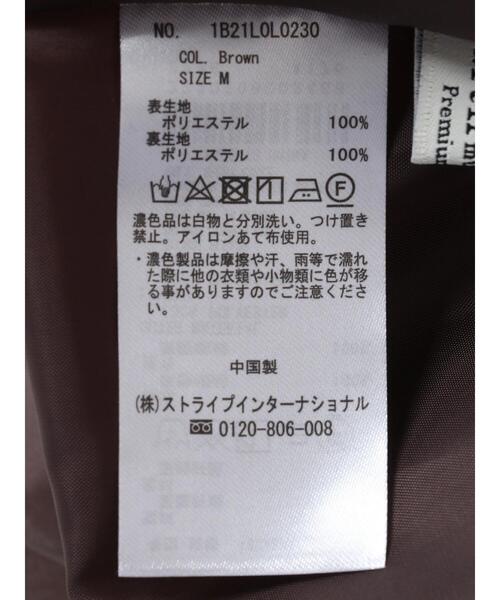 NO. 1B21L0L0230
COL. Brown
SIZE M
表生地
ポリエステル 100%
裏生地
ポリエステル 100%
F
濃色品は白物と分別洗い。つけ置き
禁止。アイロンあて布使用。
・濃色製品は摩擦や汗、雨等で濡れ
た際に他の衣類や小物類に色が移
る事がありますのでご注意くださ
い。
中国製
(株)ストライプインターナショナル
0120-806-008
Premium